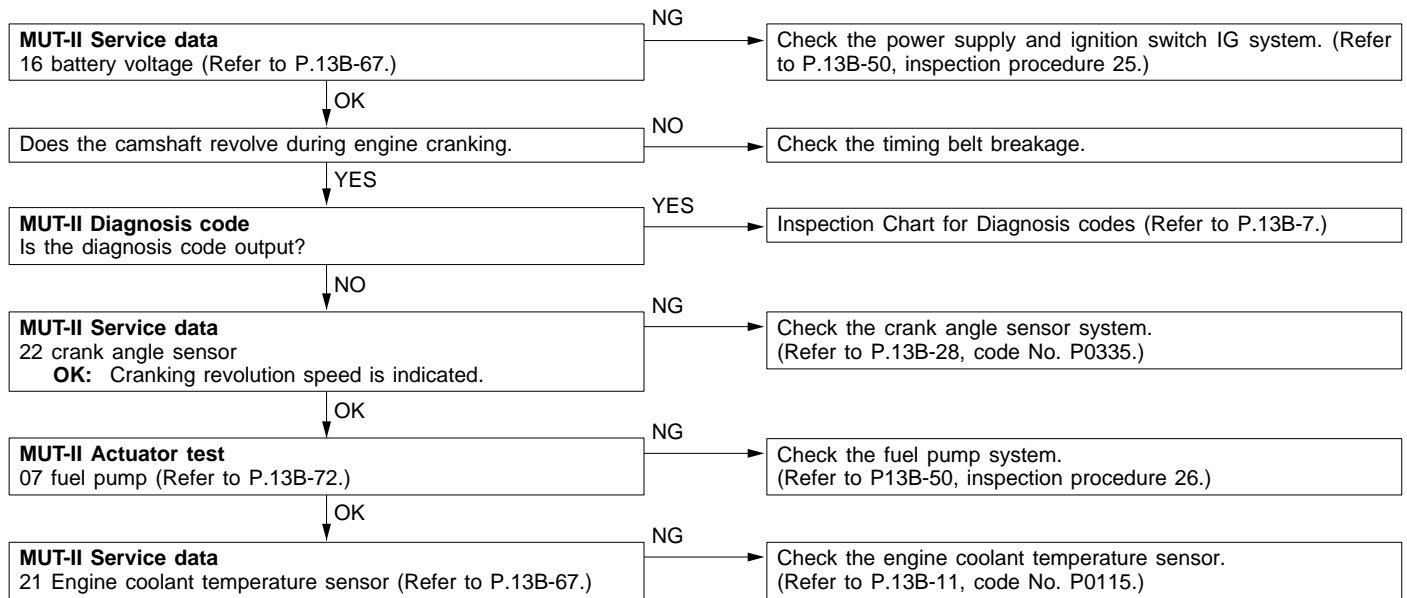 NG
MUT-II Service data
16 battery voltage (Refer to P.13B-67.)
Check the power supply and ignition switch IG system. (Refer
to P.13B-50, inspection procedure 25.)
OK
NO
Does the camshaft revolve during engine cranking.
Check the timing belt breakage.
YES
YES
MUT-II Diagnosis code
Is the diagnosis code output?
Inspection Chart for Diagnosis codes (Refer to P.13B-7.)
NO
NG
MUT-II Service data
22 crank angle sensor
OK: Cranking revolution speed is indicated.
Check the crank angle sensor system.
(Refer to P.13B-28, code No. P0335.)
OK
NG
MUT-II Actuator test
07 fuel pump (Refer to P.13B-72.)
Check the fuel pump system.
(Refer to P13B-50, inspection procedure 26.)
OK
NG
MUT-II Service data
21 Engine coolant temperature sensor (Refer to P.13B-67.)
Check the engine coolant temperature sensor.
(Refer to P.13B-11, code No. P0115.)